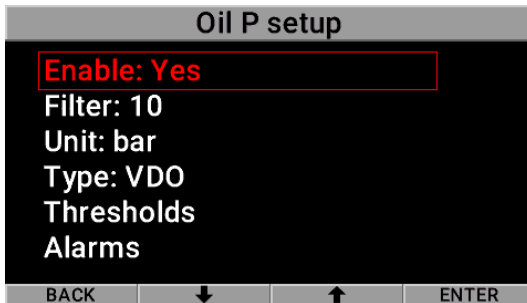 Oil P setup
Enable: Yes
Filter: 10
Unit: bar
Type: VDO
Thresholds
Alarms
BACK ENTER